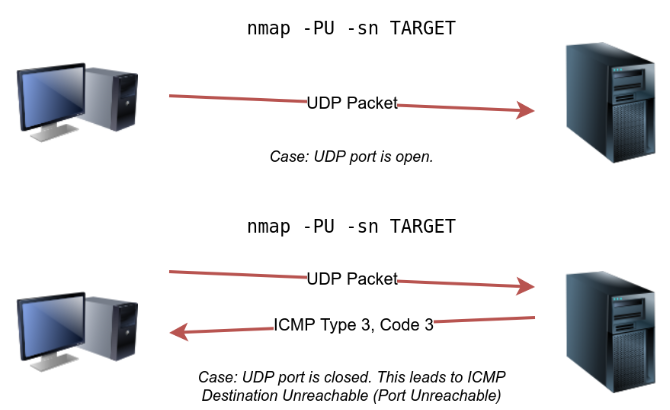 nmap -PU -sn TARGET
UDP Packet
Case: UDP port is open.
nmap -PU -sn TARGET
UDP Packet
ICMP Type 3, Code 3
Case: UDP port is closed. This leads to ICMP
Destination Unreachable (Port Unreachable)